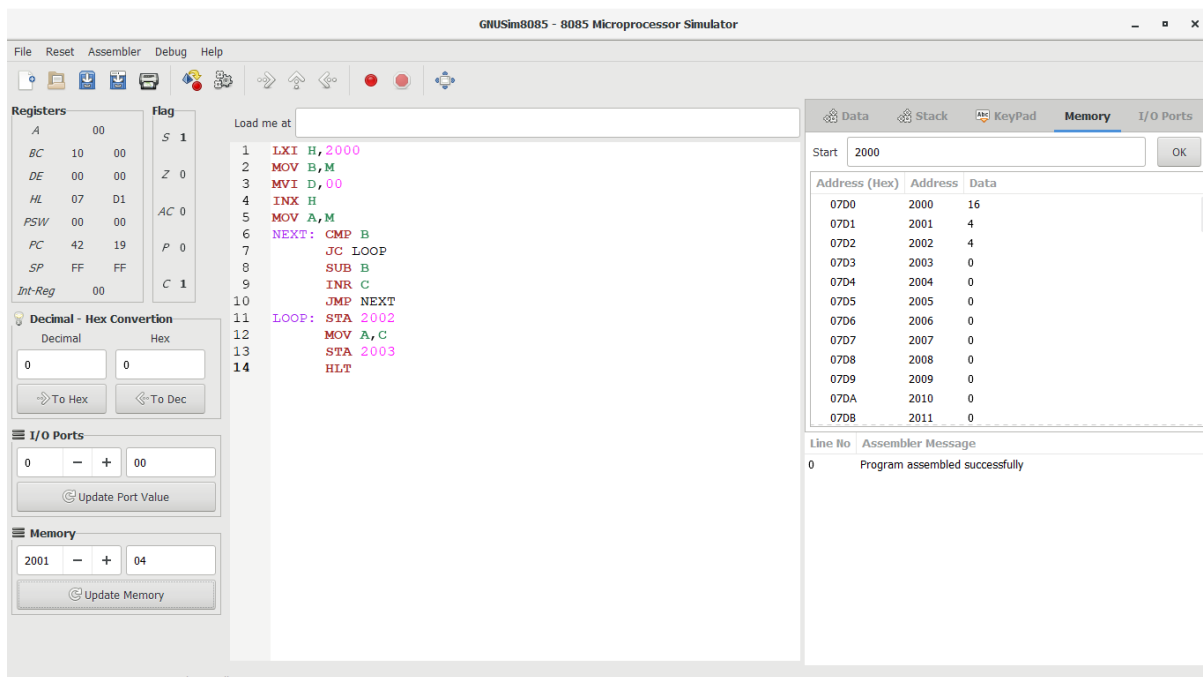 GNUSim8085 - 8085 Microprocessor Simulator
File Reset Assembler Debug Help
Registers
A 00
BC 10 00
DE 00 00
HL 07 D1
PSW 00 00
PC 42 19
SP FF FF
Int-Reg 00
Flag
S 1
Z 0
AC 0
P 0
C 1
Decimal - Hex Convertion
Decimal Hex
0 0
To Hex To Dec
I/O Ports
0 − + 00
Update Port Value
Memory
2001 − + 04
Update Memory
Load me at
1 LXI H,2000
2 MOV B,M
3 MVI D,00
4 INX H
5 MOV A,M
6 NEXT: CMP B
7 JC LOOP
8 SUB B
9 INR C
10 JMP NEXT
11 LOOP: STA 2002
12 MOV A,C
13 STA 2003
14 HLT
Data Stack Abc KeyPad Memory I/O Ports
Start 2000 OK
Address (Hex) Address Data
07D0 2000 16
07D1 2001 4
07D2 2002 4
07D3 2003 0
07D4 2004 0
07D5 2005 0
07D6 2006 0
07D7 2007 0
07D8 2008 0
07D9 2009 0
07DA 2010 0
07DB 2011 0
Line No Assembler Message
0 Program assembled successfully